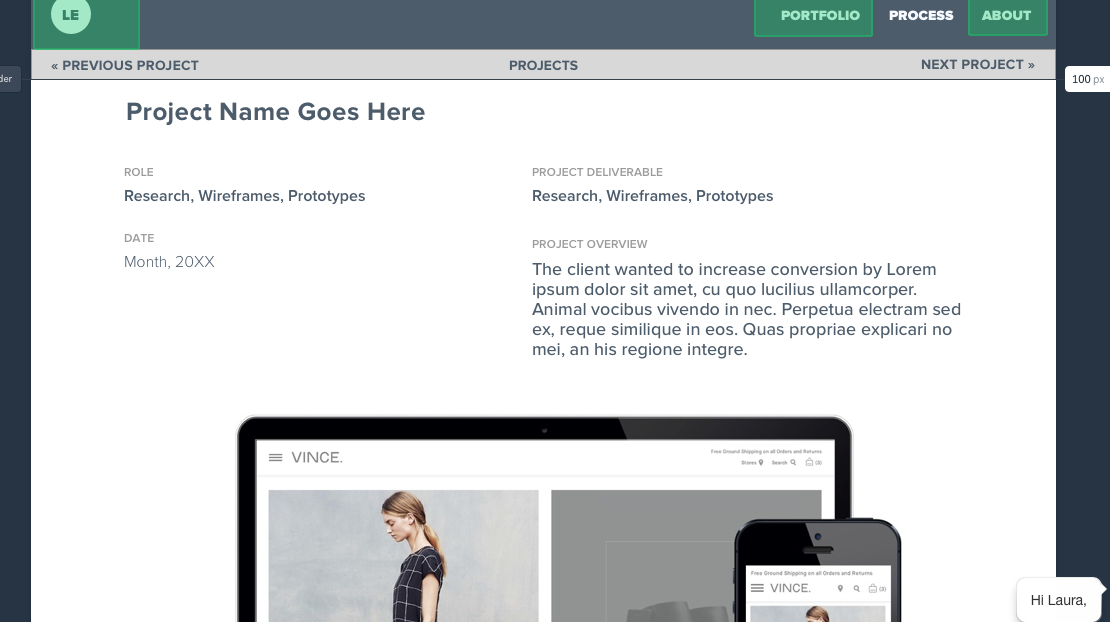 LE
PORTFOLIO PROCESS ABOUT
« PREVIOUS PROJECT PROJECTS NEXT PROJECT »
der
100 px
Project Name Goes Here
ROLE
Research, Wireframes, Prototypes
DATE
Month, 20XX
PROJECT DELIVERABLE
Research, Wireframes, Prototypes
PROJECT OVERVIEW
The client wanted to increase conversion by Lorem
ipsum dolor sit amet, cu quo lucilius ullamcorper.
Animal vocibus vivendo in nec. Perpetua electram sed
ex, reque similique in eos. Quas propriae explicari no
mei, an his regione integre.
VINCE.
Free Ground Shipping on all Orders and Returns
Stores Search (3)
Free Ground Shipping on all Orders and Returns
VINCE. (3)
Hi Laura,